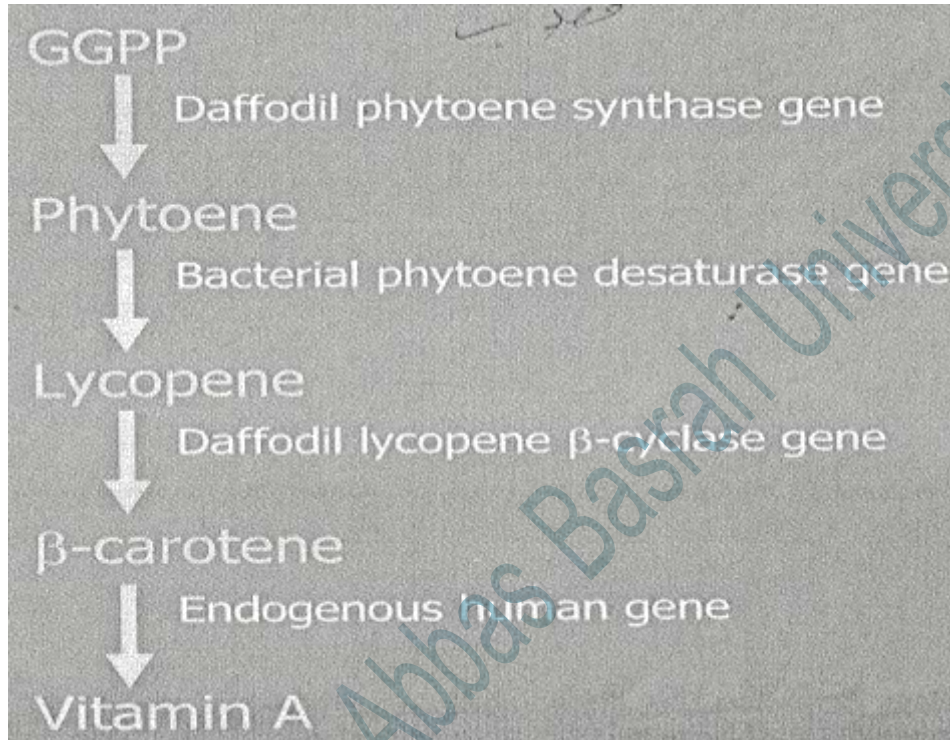 GGPP
Daffodil phytoene synthase gene
Phytoene
Bacterial phytoene desaturase gene
Lycopene
Daffodil lycopene β-cyclase gene
β-carotene
Endogenous human gene
Vitamin A
Abbas Basrah